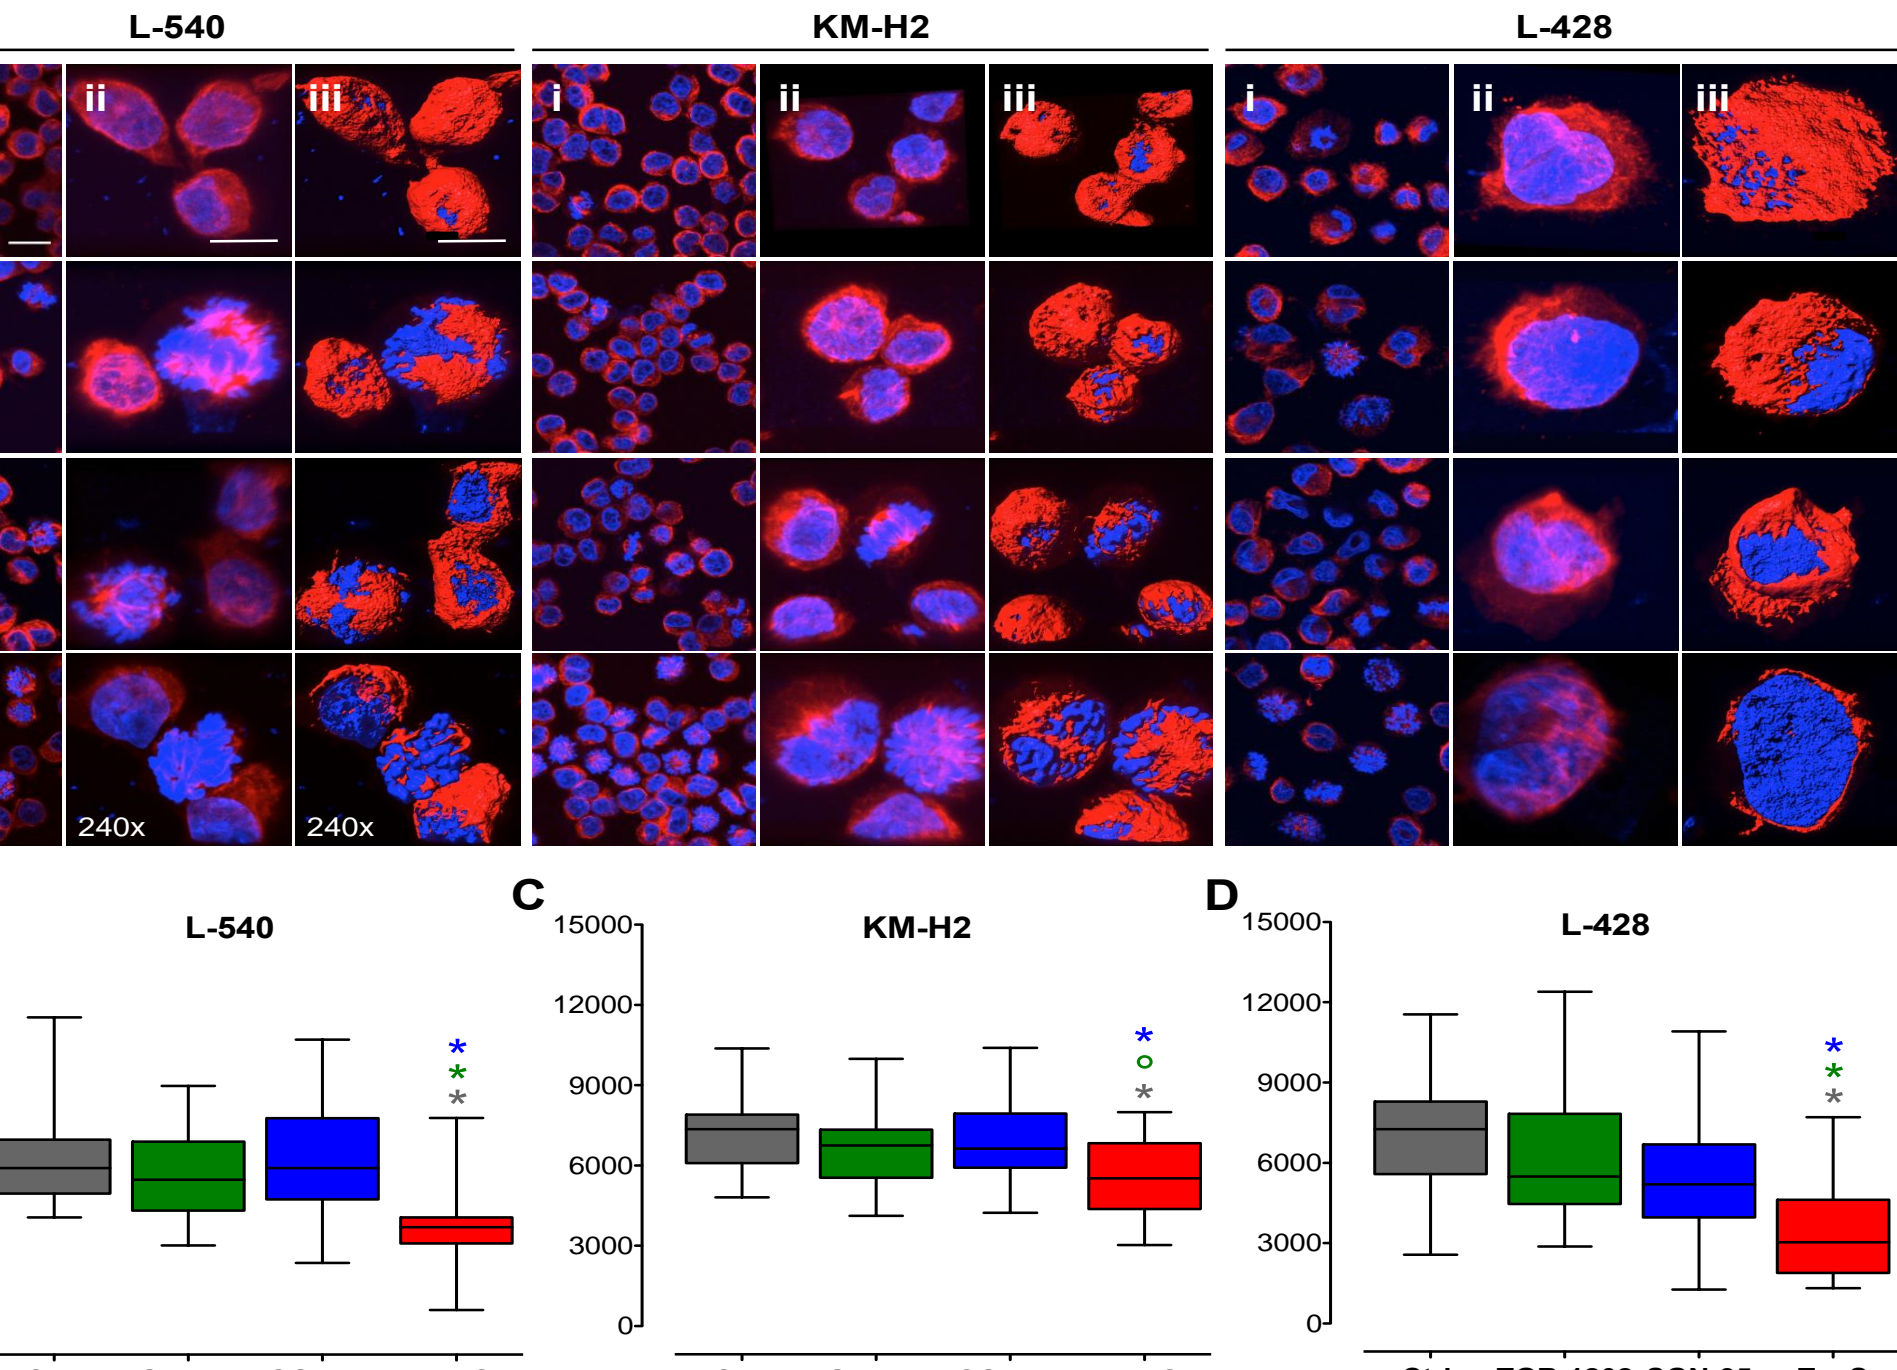 L-540 KM-H2 L-428
ii iii i ii iii i ii iii
240x 240x
C D
L-540 KM-H2 L-428
15000 15000
12000 12000
9000 9000
6000 6000
3000 3000
0 0
* * *
* o *
* * *